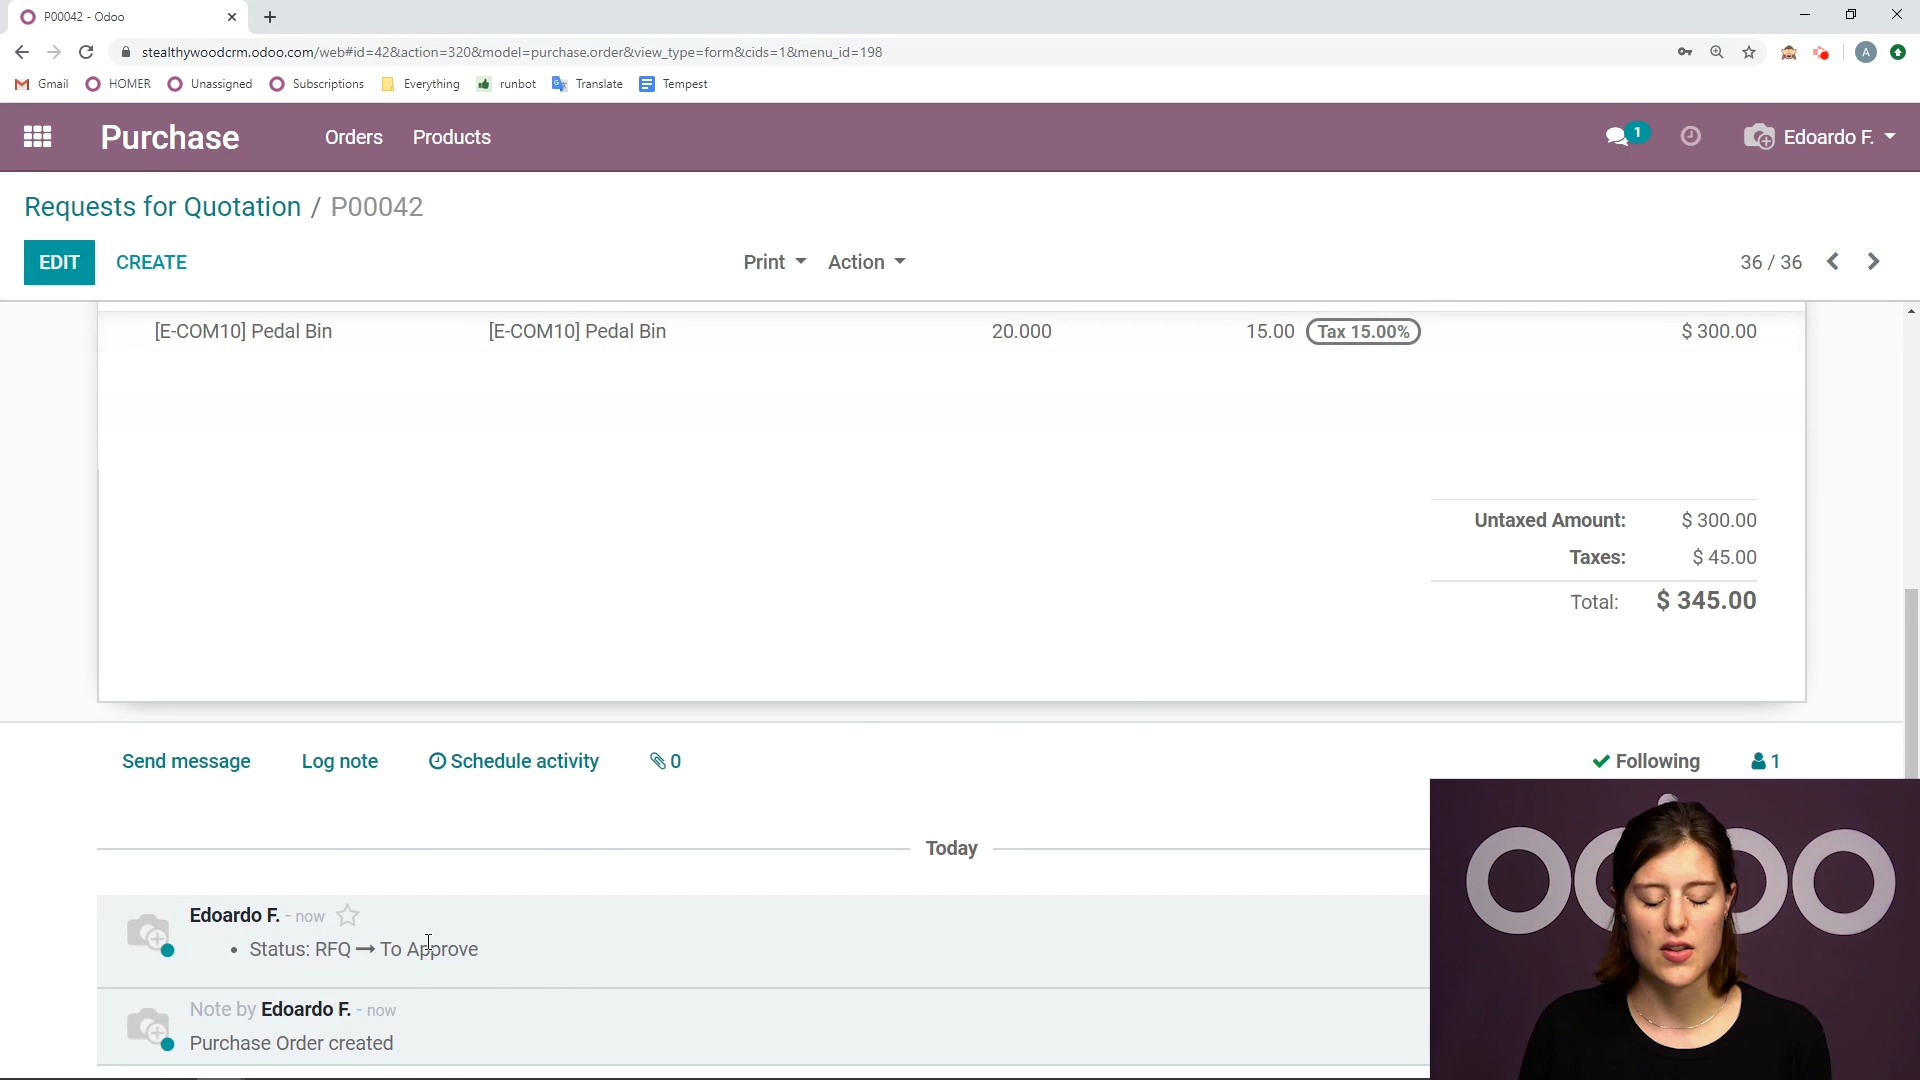 P00042 - Odoo
stealthywoodcrm.odoo.com/web#id=42&action=320&model=purchase.order&view_type=form&cids=1&menu_id=198
A
Gmail HOMER Unassigned Subscriptions Everything runbot Translate Tempest
Purchase Orders Products 1 Edoardo F.
Requests for Quotation / P00042
EDIT CREATE Print Action 36 / 36
[E-COM10] Pedal Bin [E-COM10] Pedal Bin 20.000 15.00 Tax 15.00% $ 300.00
Untaxed Amount: $ 300.00
Taxes: $ 45.00
Total: $ 345.00
Send message Log note Schedule activity 0 Following 1
Today
Edoardo F. - now
• Status: RFQ → To Approve
Note by Edoardo F. - now
Purchase Order created
odoo